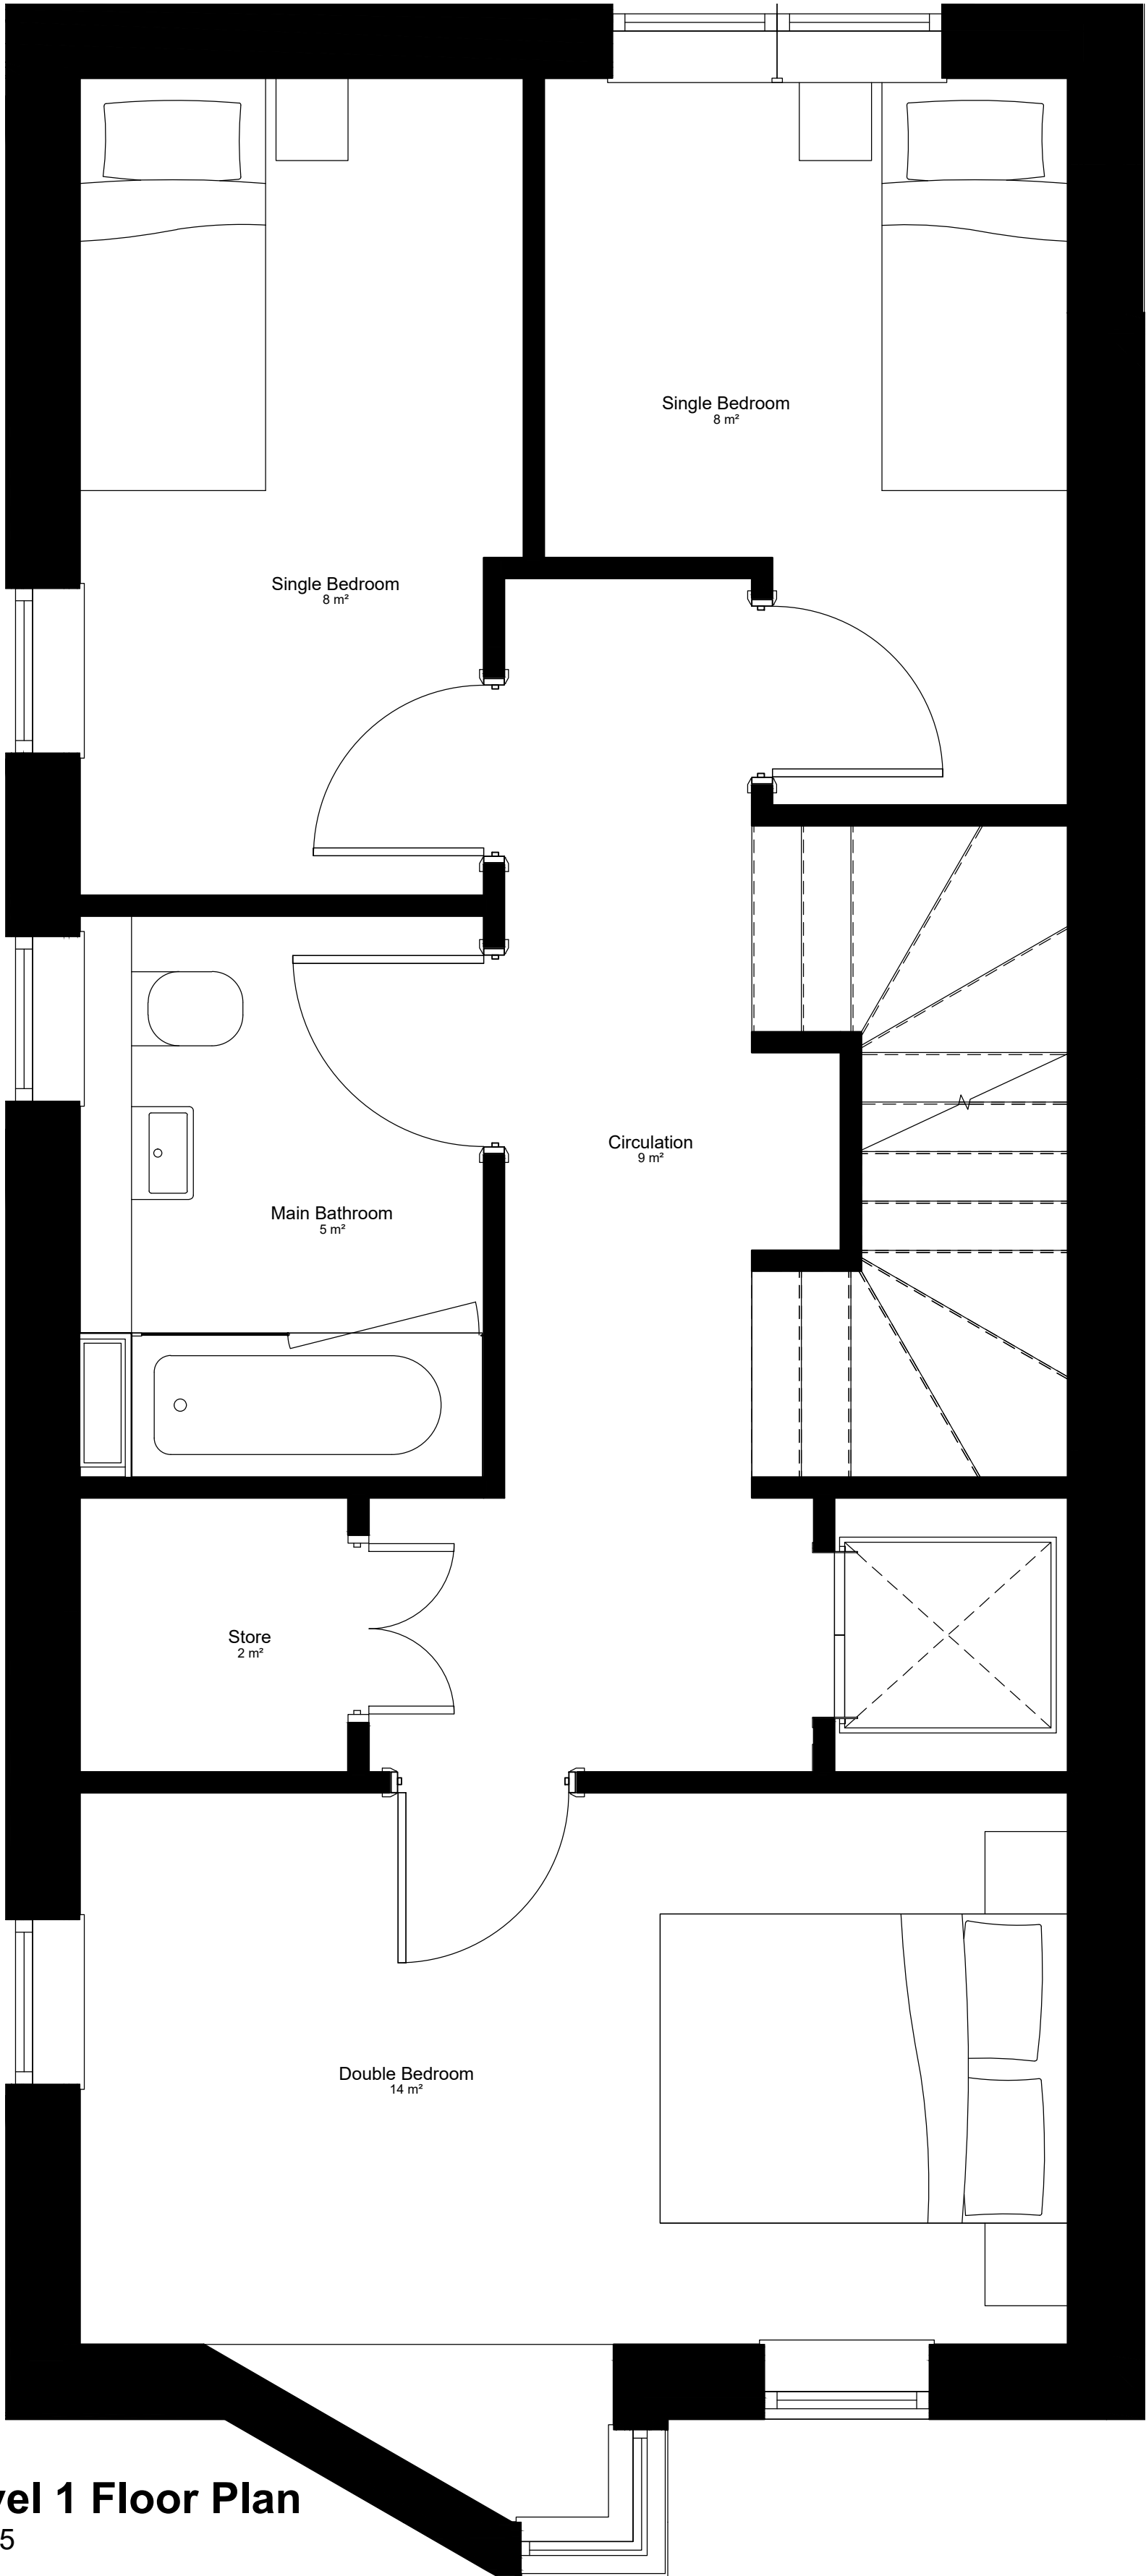 Single Bedroom
8 m²
Single Bedroom
8 m²
Circulation
9 m²
Main Bathroom
5 m²
Store
2 m²
Double Bedroom
14 m²
vel 1 Floor Plan
5